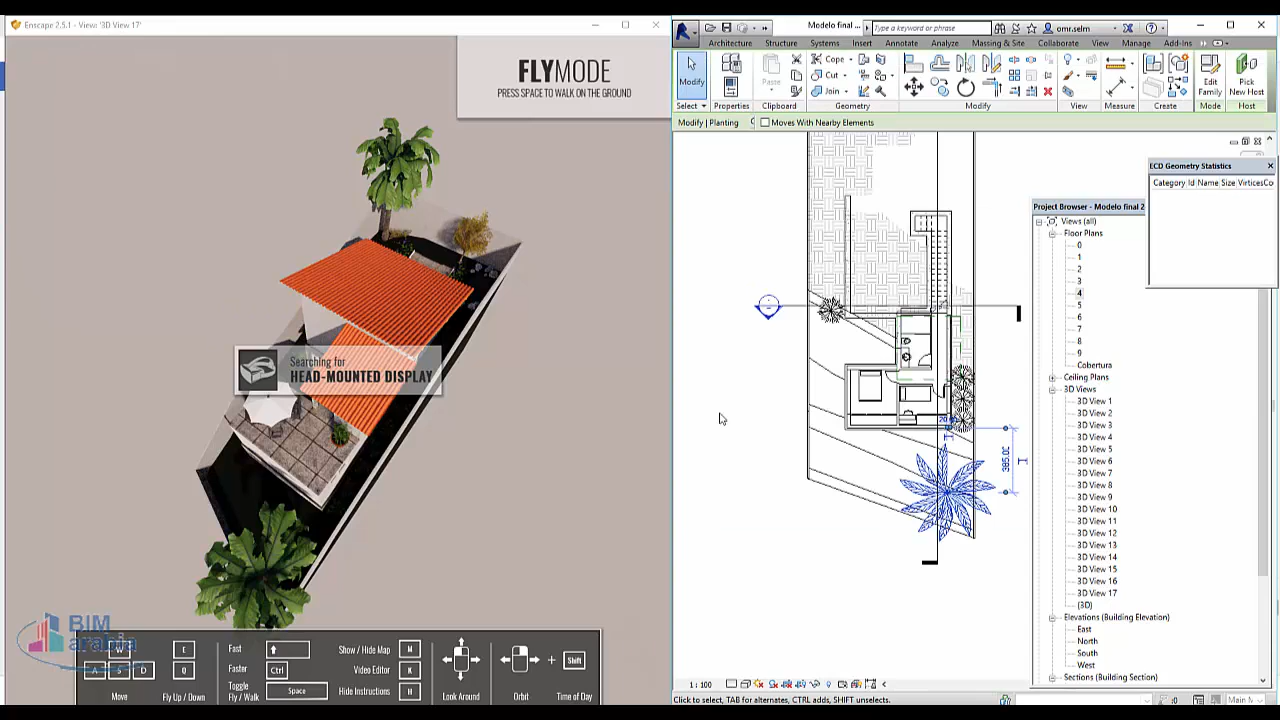 Enscape 2.5.1 - View: '3D View 17'
FLYMODE
PRESS SPACE TO WALK ON THE GROUND
Searching for
HEAD-MOUNTED DISPLAY
BIM
arabia
W
E
A
S
D
Q
Move
Fly Up / Down
Fast
Faster
Ctrl
Toggle
Fly / Walk
Space
Show / Hide Map
M
Video Editor
K
Hide Instructions
H
Look Around
Orbit
+
Shift
Time of Day
Modelo final ...
Type a keyword or phrase
omr.selm
Architecture
Structure
Systems
Insert
Annotate
Analyze
Massing & Site
Collaborate
View
Manage
Add-Ins
Modify
Paste
Cope
Cut
Join
Edit
Family
Pick
New Host
Select
Properties
Clipboard
Geometry
Modify
View
Measure
Create
Mode
Host
Modify | Planting
Moves With Nearby Elements
385.00
ECD Geometry Statistics
Category Id Name Size VirticesCo
Project Browser - Modelo final 2
Views (all)
Floor Plans
0
1
2
3
4
5
6
7
8
9
Cobertura
Ceiling Plans
3D Views
3D View 1
3D View 2
3D View 3
3D View 4
3D View 5
3D View 6
3D View 7
3D View 8
3D View 9
3D View 10
3D View 11
3D View 12
3D View 13
3D View 14
3D View 15
3D View 16
3D View 17
{3D}
Elevations (Building Elevation)
East
North
South
West
Sections (Building Section)
1 : 100
Click to select, TAB for alternates, CTRL adds, SHIFT unselects.
:0
Main M